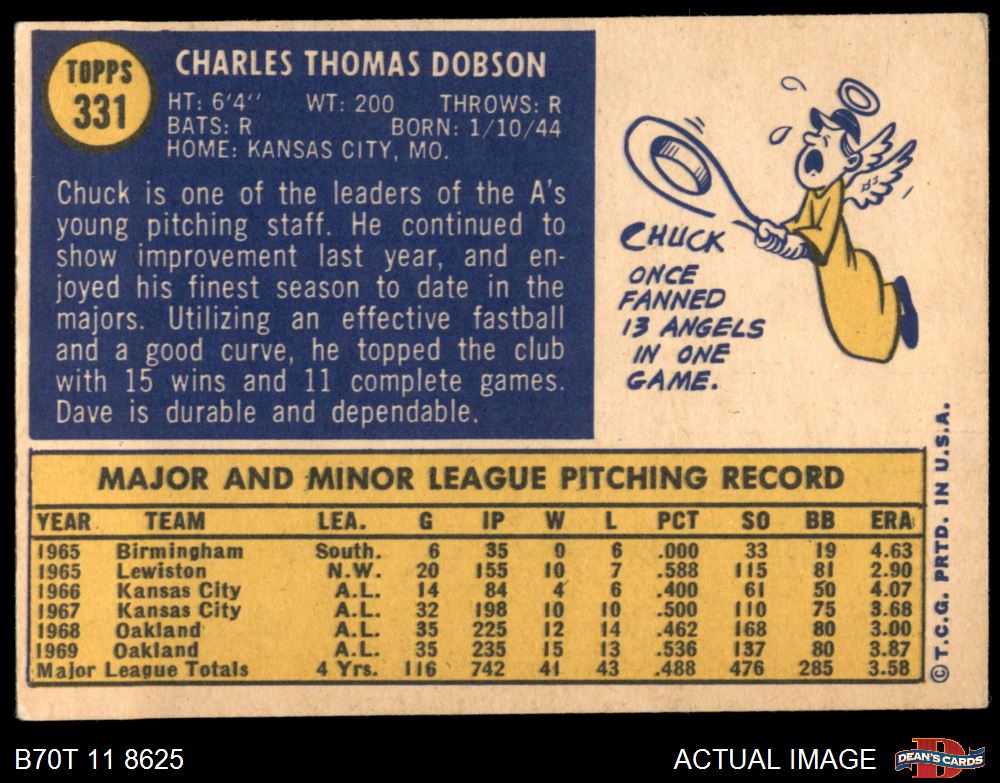 TOPPS
331
CHARLES THOMAS DOBSON
HT: 6'4" WT: 200 THROWS: R
BATS: R BORN: 1/10/44
HOME: KANSAS CITY, MO.
Chuck is one of the leaders of the A's
young pitching staff. He continued to
show improvement last year, and en-
joyed his finest season to date in the
majors. Utilizing an effective fastball
and a good curve, he topped the club
with 15 wins and 11 complete games.
Dave is durable and dependable.
CHUCK
ONCE
FANNED
13 ANGELS
IN ONE
GAME.
MAJOR AND MINOR LEAGUE PITCHING RECORD
YEAR TEAM LEA. G IP W L PCT SO BB ERA
1965 Birmingham South. 6 35 0 6 .000 33 19 4.63
1965 Lewiston N.W. 20 155 10 7 .588 115 81 2.90
1966 Kansas City A.L. 14 84 4 6 .400 61 50 4.07
1967 Kansas City A.L. 32 198 10 10 .500 110 75 3.68
1968 Oakland A.L. 35 225 12 14 .462 168 80 3.00
1969 Oakland A.L. 35 235 15 13 .536 137 80 3.87
Major League Totals 4 Yrs. 116 742 41 43 .488 476 285 3.58
© T.C.G. PRTD. IN U.S.A.
B70T 11 8625
ACTUAL IMAGE
DEAN'S CARDS